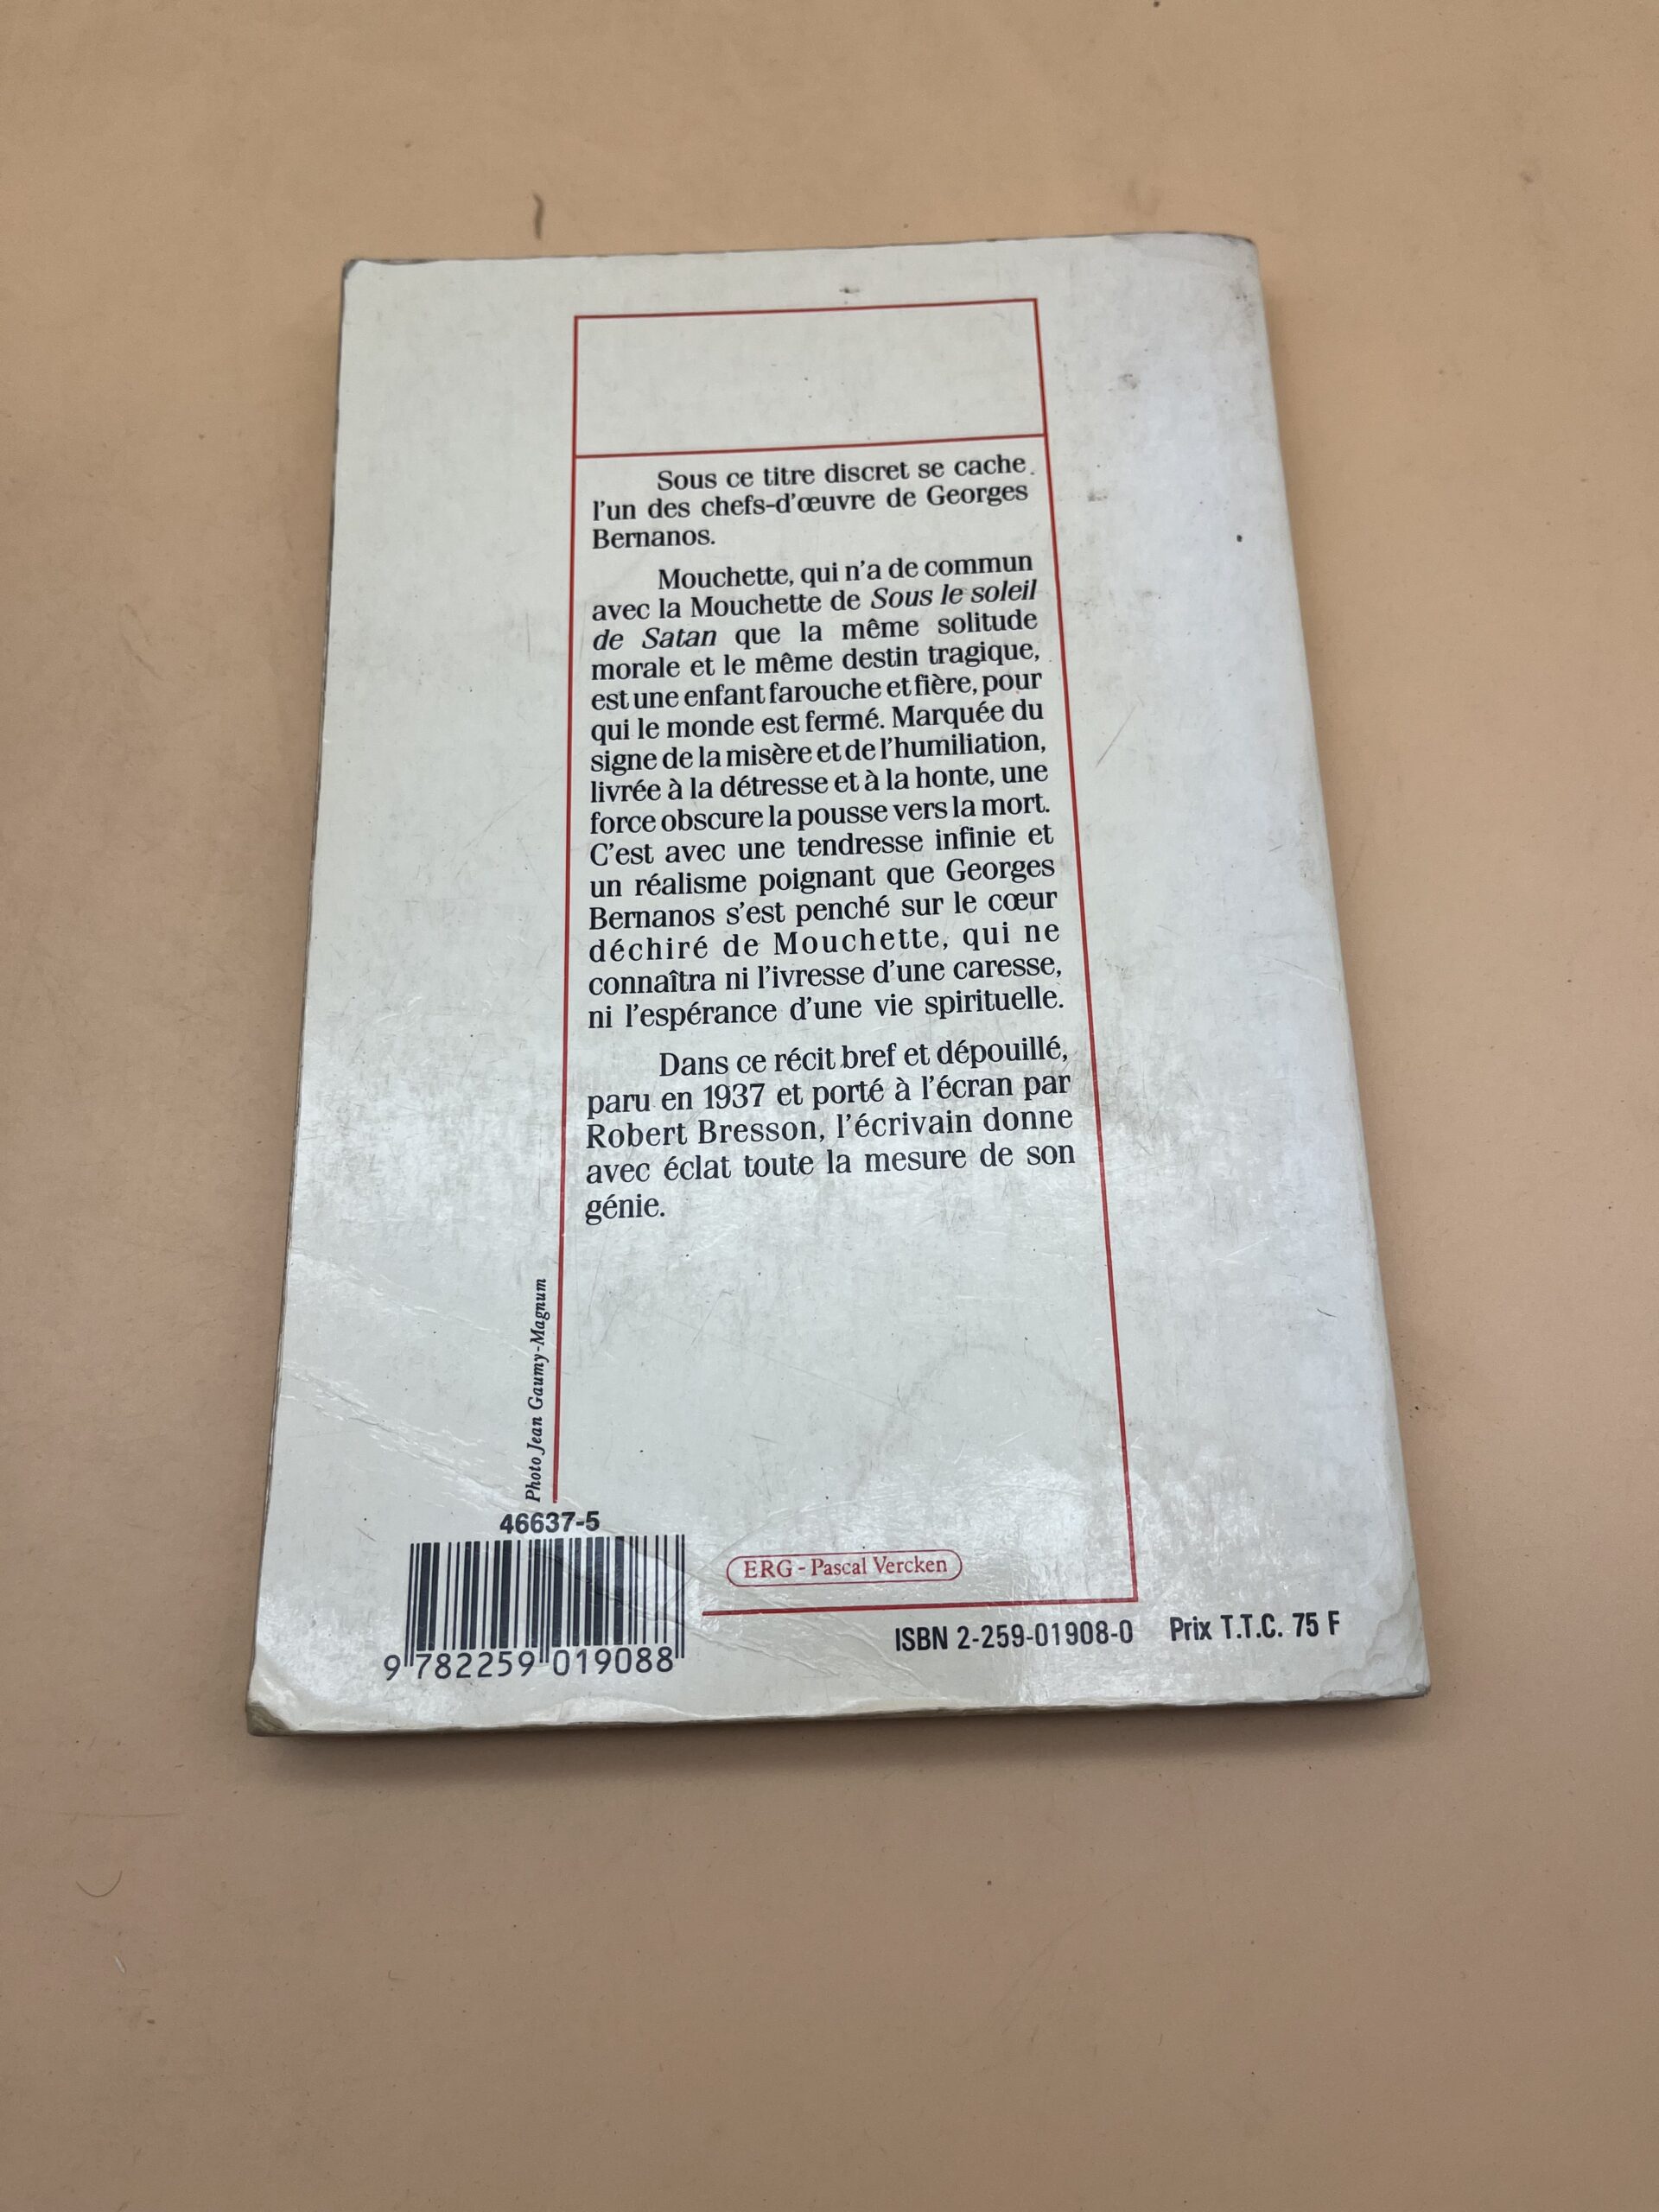 Sous ce titre discret se cache
l'un des chefs-d'œuvre de Georges
Bernanos.
Mouchette, qui n'a de commun
avec la Mouchette de Sous le soleil
de Satan que la même solitude
morale et le même destin tragique,
est une enfant farouche et fière, pour
qui le monde est fermé. Marquée du
signe de la misère et de l'humiliation,
livrée à la détresse et à la honte, une
force obscure la pousse vers la mort.
C'est avec une tendresse infinie et
un réalisme poignant que Georges
Bernanos s'est penché sur le cœur
déchiré de Mouchette, qui ne
connaîtra ni l'ivresse d'une caresse,
ni l'espérance d'une vie spirituelle.
Dans ce récit bref et dépouillé,
paru en 1937 et porté à l'écran par
Robert Bresson, l'écrivain donne
avec éclat toute la mesure de son
génie.
Photo Jean Gaumy-Magnum
46637-5
9 782259 019088
ERG - Pascal Vercken
ISBN 2-259-01908-0 Prix T.T.C. 75 F